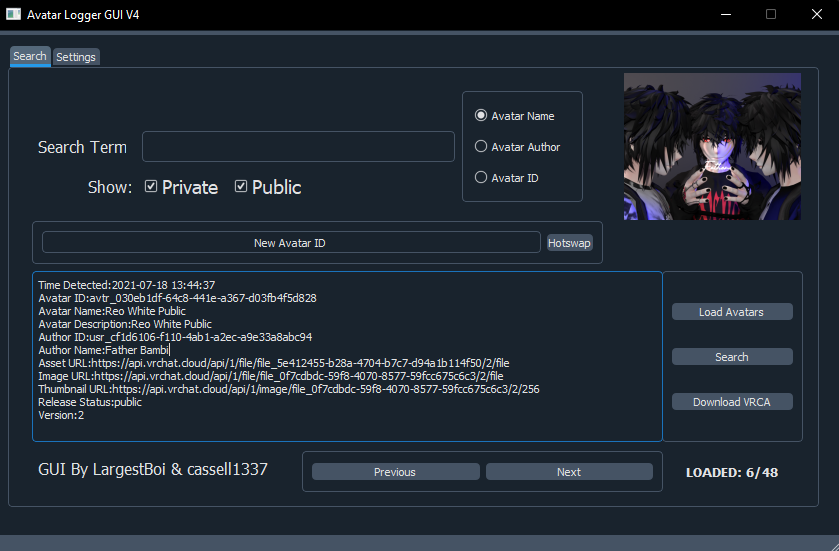 Avatar Logger GUI V4
Search Settings
Search Term
Show: Private Public
Avatar Name
Avatar Author
Avatar ID
New Avatar ID Hotswap
Time Detected:2021-07-18 13:44:37
Avatar ID:avtr_030eb1df-64c8-441e-a367-d03fb4f5d828
Avatar Name:Reo White Public
Avatar Description:Reo White Public
Author ID:usr_cf1d6106-f110-4ab1-a2ec-a9e33a8abc94
Author Name:Father Bambi
Asset URL:https://api.vrchat.cloud/api/1/file/file_5e412455-b28a-4704-b7c7-d94a1b114f50/2/file
Image URL:https://api.vrchat.cloud/api/1/file/file_0f7cdbdc-59f8-4070-8577-59fcc675c6c3/2/file
Thumbnail URL:https://api.vrchat.cloud/api/1/image/file_0f7cdbdc-59f8-4070-8577-59fcc675c6c3/2/256
Release Status:public
Version:2
Load Avatars
Search
Download VRCA
GUI By LargestBoi & cassell1337
Previous Next
LOADED: 6/48